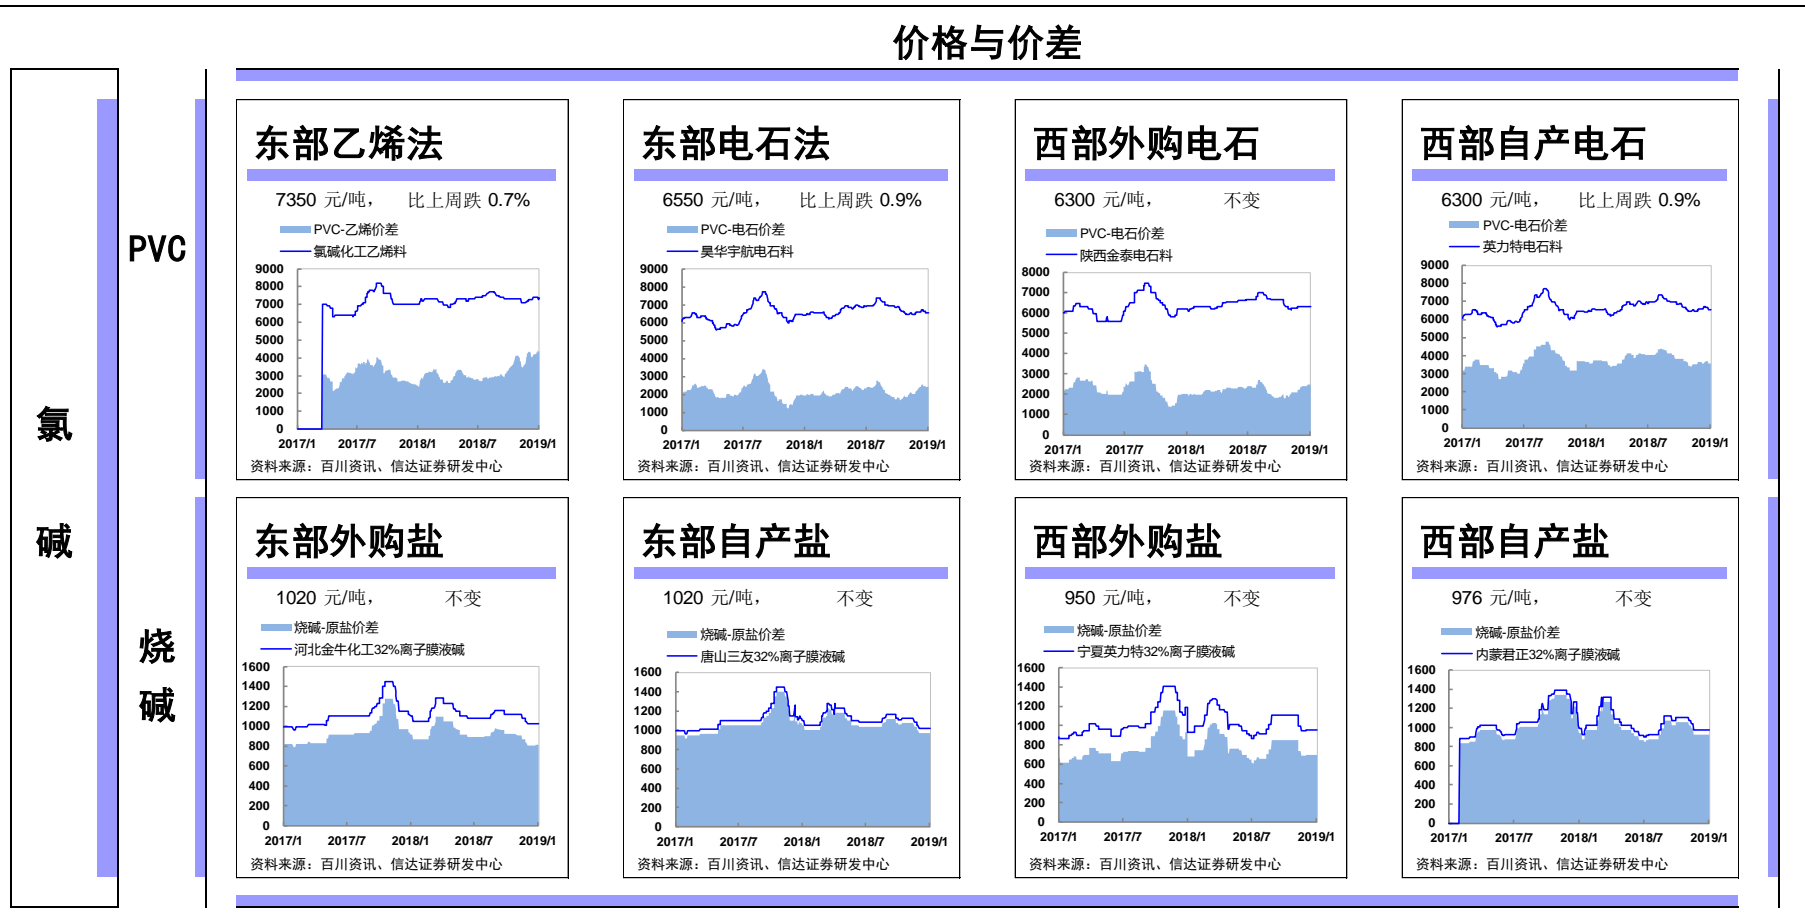 价格与价差
氯
碱
PVC
烧
碱
东部乙烯法
7350 元/吨， 比上周跌 0.7%
PVC-乙烯价差
氯碱化工乙烯料
9000
8000
7000
6000
5000
4000
3000
2000
1000
0
2017/1 2017/7 2018/1 2018/7 2019/1
资料来源：百川资讯、信达证券研发中心
东部电石法
6550 元/吨， 比上周跌 0.9%
PVC-电石价差
昊华宇航电石料
9000
8000
7000
6000
5000
4000
3000
2000
1000
0
2017/1 2017/7 2018/1 2018/7 2019/1
资料来源：百川资讯、信达证券研发中心
西部外购电石
6300 元/吨， 不变
PVC-电石价差
陕西金泰电石料
8000
7000
6000
5000
4000
3000
2000
1000
0
2017/1 2017/7 2018/1 2018/7 2019/1
资料来源：百川资讯、信达证券研发中心
西部自产电石
6300 元/吨， 比上周跌 0.9%
PVC-电石价差
英力特电石料
9000
8000
7000
6000
5000
4000
3000
2000
1000
0
2017/1 2017/7 2018/1 2018/7 2019/1
资料来源：百川资讯、信达证券研发中心
东部外购盐
1020 元/吨， 不变
烧碱-原盐价差
河北金牛化工32%离子膜液碱
1600
1400
1200
1000
800
600
400
200
0
2017/1 2017/7 2018/1 2018/7 2019/1
资料来源：百川资讯、信达证券研发中心
东部自产盐
1020 元/吨， 不变
烧碱-原盐价差
唐山三友32%离子膜液碱
1600
1400
1200
1000
800
600
400
200
0
2017/1 2017/7 2018/1 2018/7 2019/1
资料来源：百川资讯、信达证券研发中心
西部外购盐
950 元/吨， 不变
烧碱-原盐价差
宁夏英力特32%离子膜液碱
1600
1400
1200
1000
800
600
400
200
0
2017/1 2017/7 2018/1 2018/7 2019/1
资料来源：百川资讯、信达证券研发中心
西部自产盐
976 元/吨， 不变
烧碱-原盐价差
内蒙君正32%离子膜液碱
1600
1400
1200
1000
800
600
400
200
0
2017/1 2017/7 2018/1 2018/7 2019/1
资料来源：百川资讯、信达证券研发中心